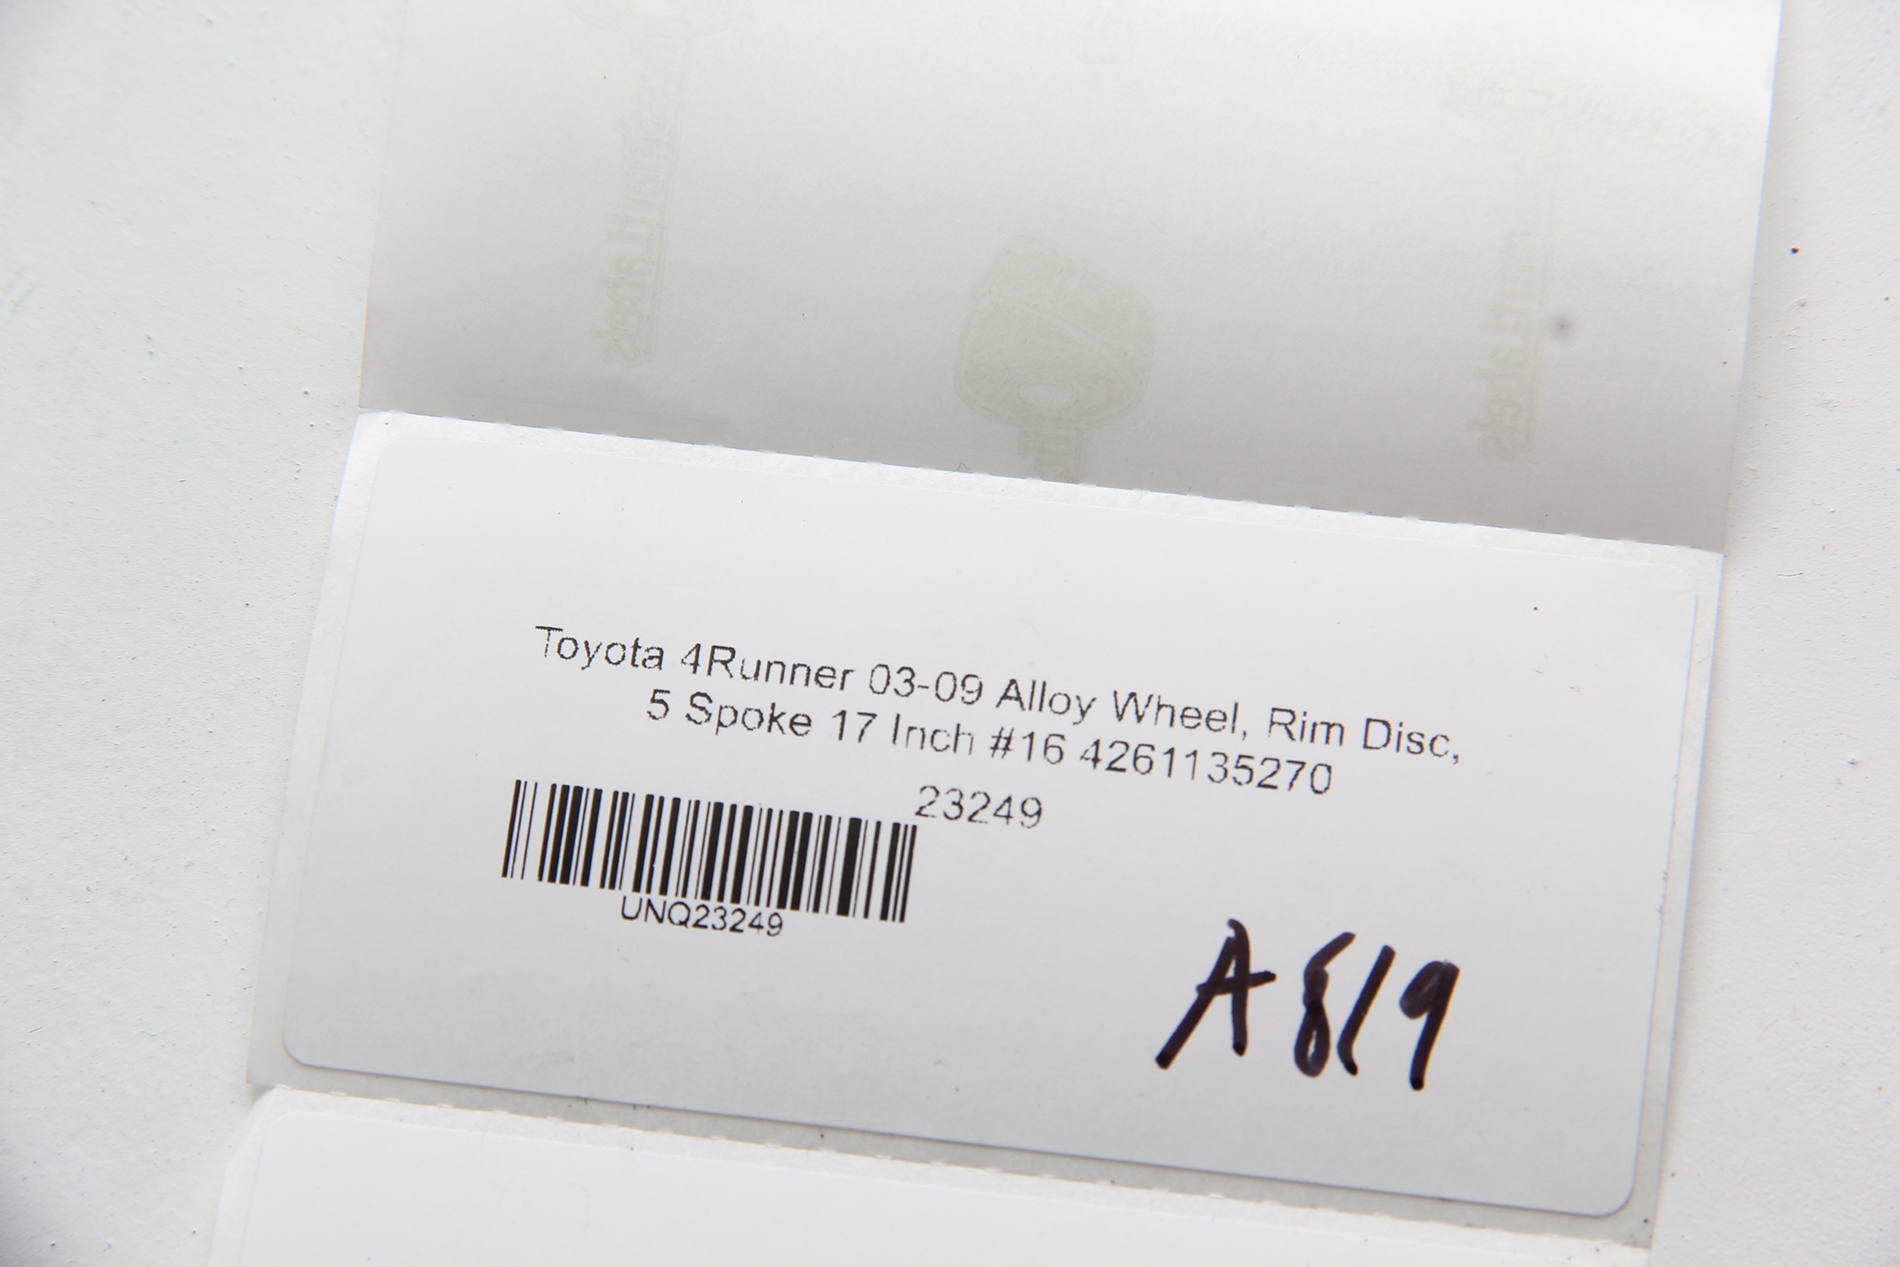 Toyota 4Runner 03-09 Alloy Wheel, Rim Disc,
5 Spoke 17 Inch #16 4261135270
23249
UNQ23249
A819